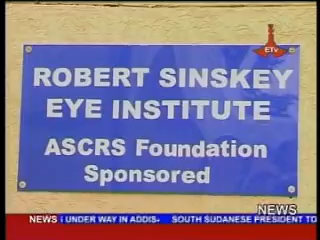 ETV
ROBERT SINSKEY
EYE INSTITUTE
ASCRS Foundation
Sponsored
NEWS
NEWS UNDER WAY IN ADDIS- SOUTH SUDANESE PRESIDENT TO